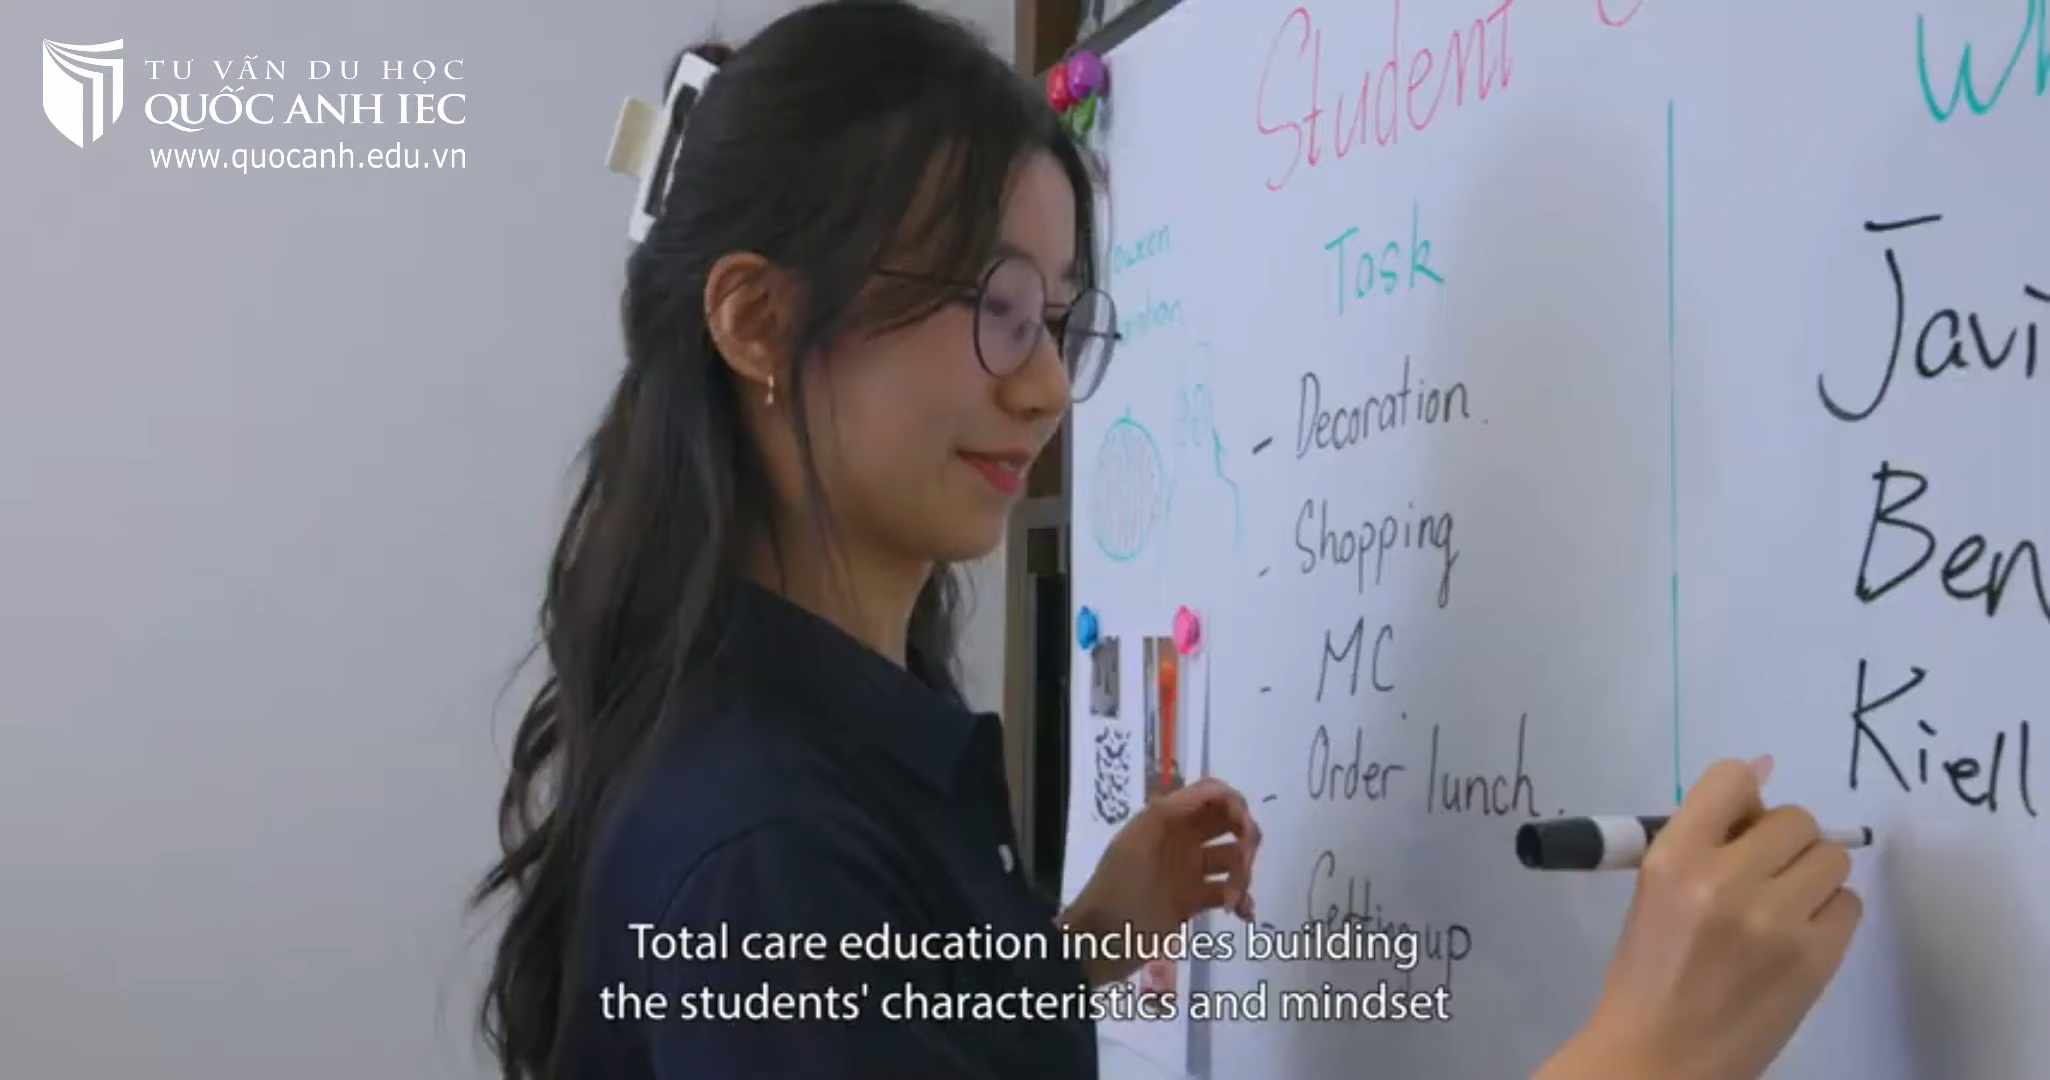 TƯ VẤN DU HỌC
QUỐC ANH IEC
www.quocanh.edu.vn
Student
Task
- Decoration.
- Shopping
- MC
- Order lunch.
up
Javi
Ben
Kiell
Total care education includes building
the students' characteristics and mindset